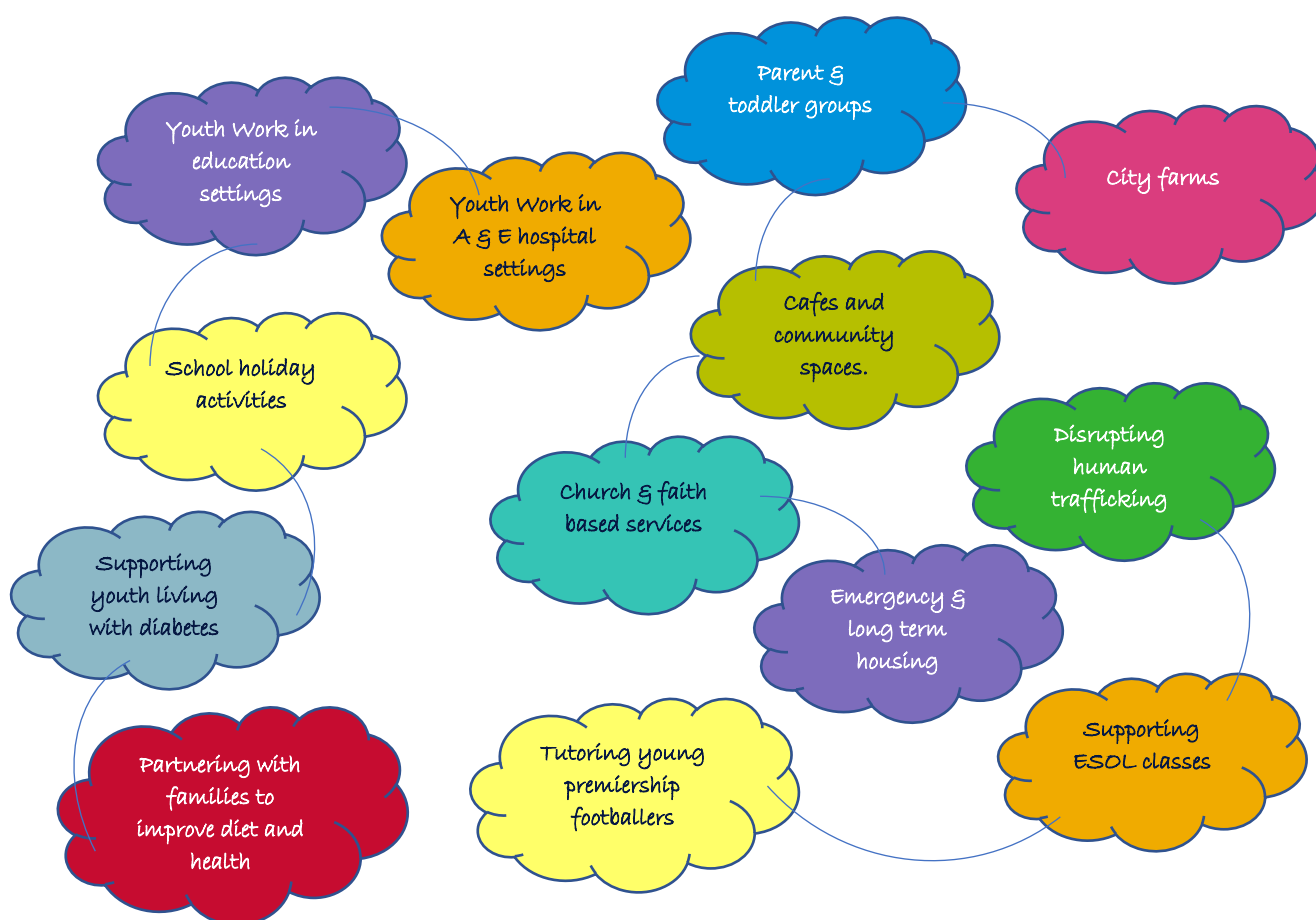 Youth Work in
education
settings
Youth Work in
A & E hospital
settings
School holiday
activities
Supporting
youth living
with diabetes
Partnering with
families to
improve diet and
health
Parent &
toddler groups
City farms
Cafes and
community
spaces.
Church & faith
based services
Emergency &
long term
housing
Disrupting
human
trafficking
Supporting
ESOL classes
Tutoring young
premiership
footballers